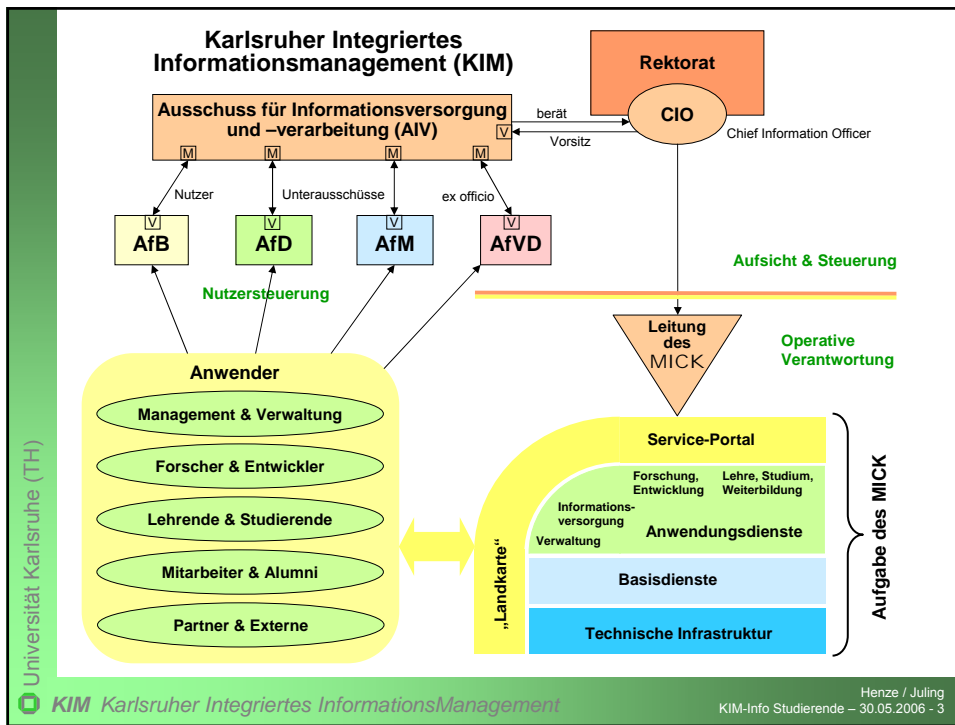 Karlsruher Integriertes
Informationsmanagement (KIM)
Rektorat
CIO
Chief Information Officer
Ausschuss für Informationsversorgung
und –verarbeitung (AIV)
berät
Vorsitz
V
M
M
M
M
Nutzer
Unterausschüsse
ex officio
V
V
V
V
AfB
AfD
AfM
AfVD
Nutzersteuerung
Aufsicht & Steuerung
Leitung
des
MICK
Operative
Verantwortung
Anwender
Management & Verwaltung
Forscher & Entwickler
Lehrende & Studierende
Mitarbeiter & Alumni
Partner & Externe
Service-Portal
„Landkarte“
Forschung,
Entwicklung
Lehre, Studium,
Weiterbildung
Informations-
versorgung
Verwaltung
Anwendungsdienste
Basisdienste
Technische Infrastruktur
Aufgabe des MICK
Universität Karlsruhe (TH)
KIM Karlsruher Integriertes InformationsManagement
Henze / Juling
KIM-Info Studierende – 30.05.2006 - 3